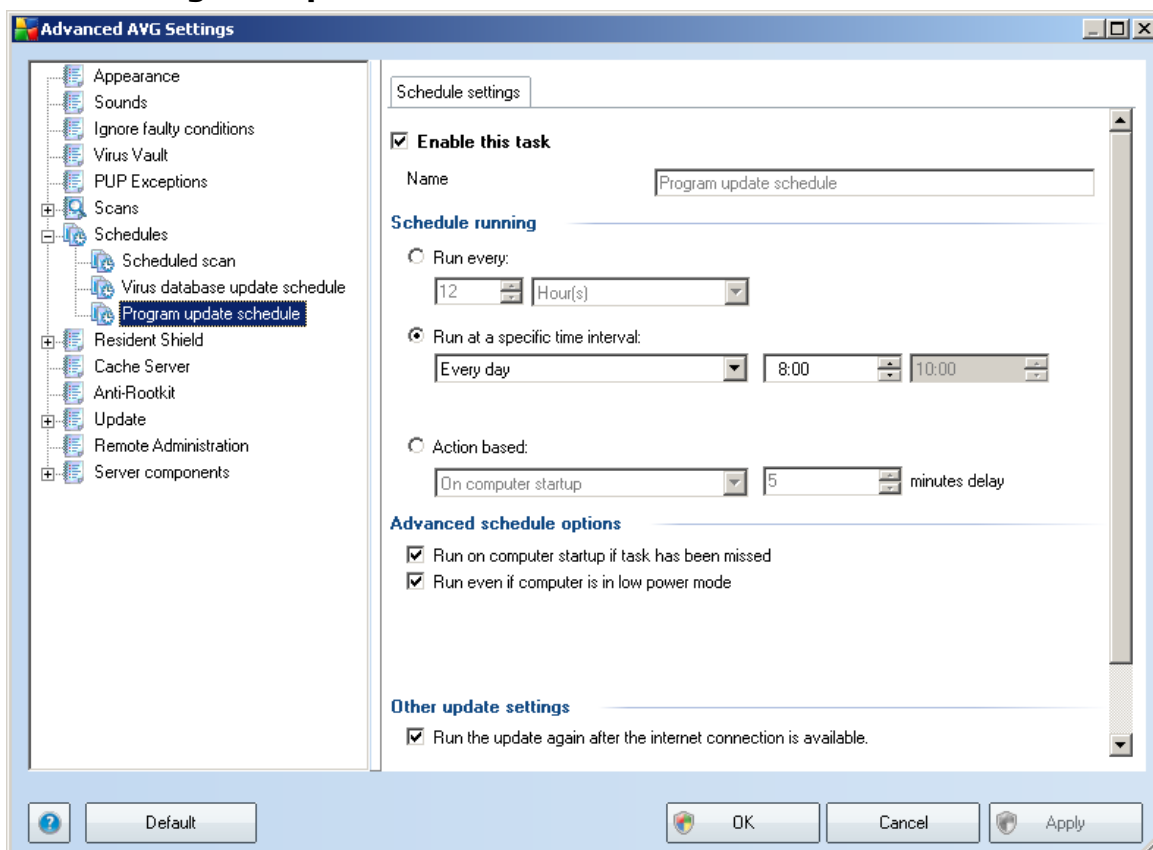 Advanced AVG Settings
Appearance
Sounds
Ignore faulty conditions
Virus Vault
PUP Exceptions
Scans
Schedules
Scheduled scan
Virus database update schedule
Program update schedule
Resident Shield
Cache Server
Anti-Rootkit
Update
Remote Administration
Server components
Schedule settings
Enable this task
Name Program update schedule
Schedule running
Run every:
12 Hour(s)
Run at a specific time interval:
Every day 8:00 10:00
Action based:
On computer startup 5 minutes delay
Advanced schedule options
Run on computer startup if task has been missed
Run even if computer is in low power mode
Other update settings
Run the update again after the internet connection is available.
Default OK Cancel Apply